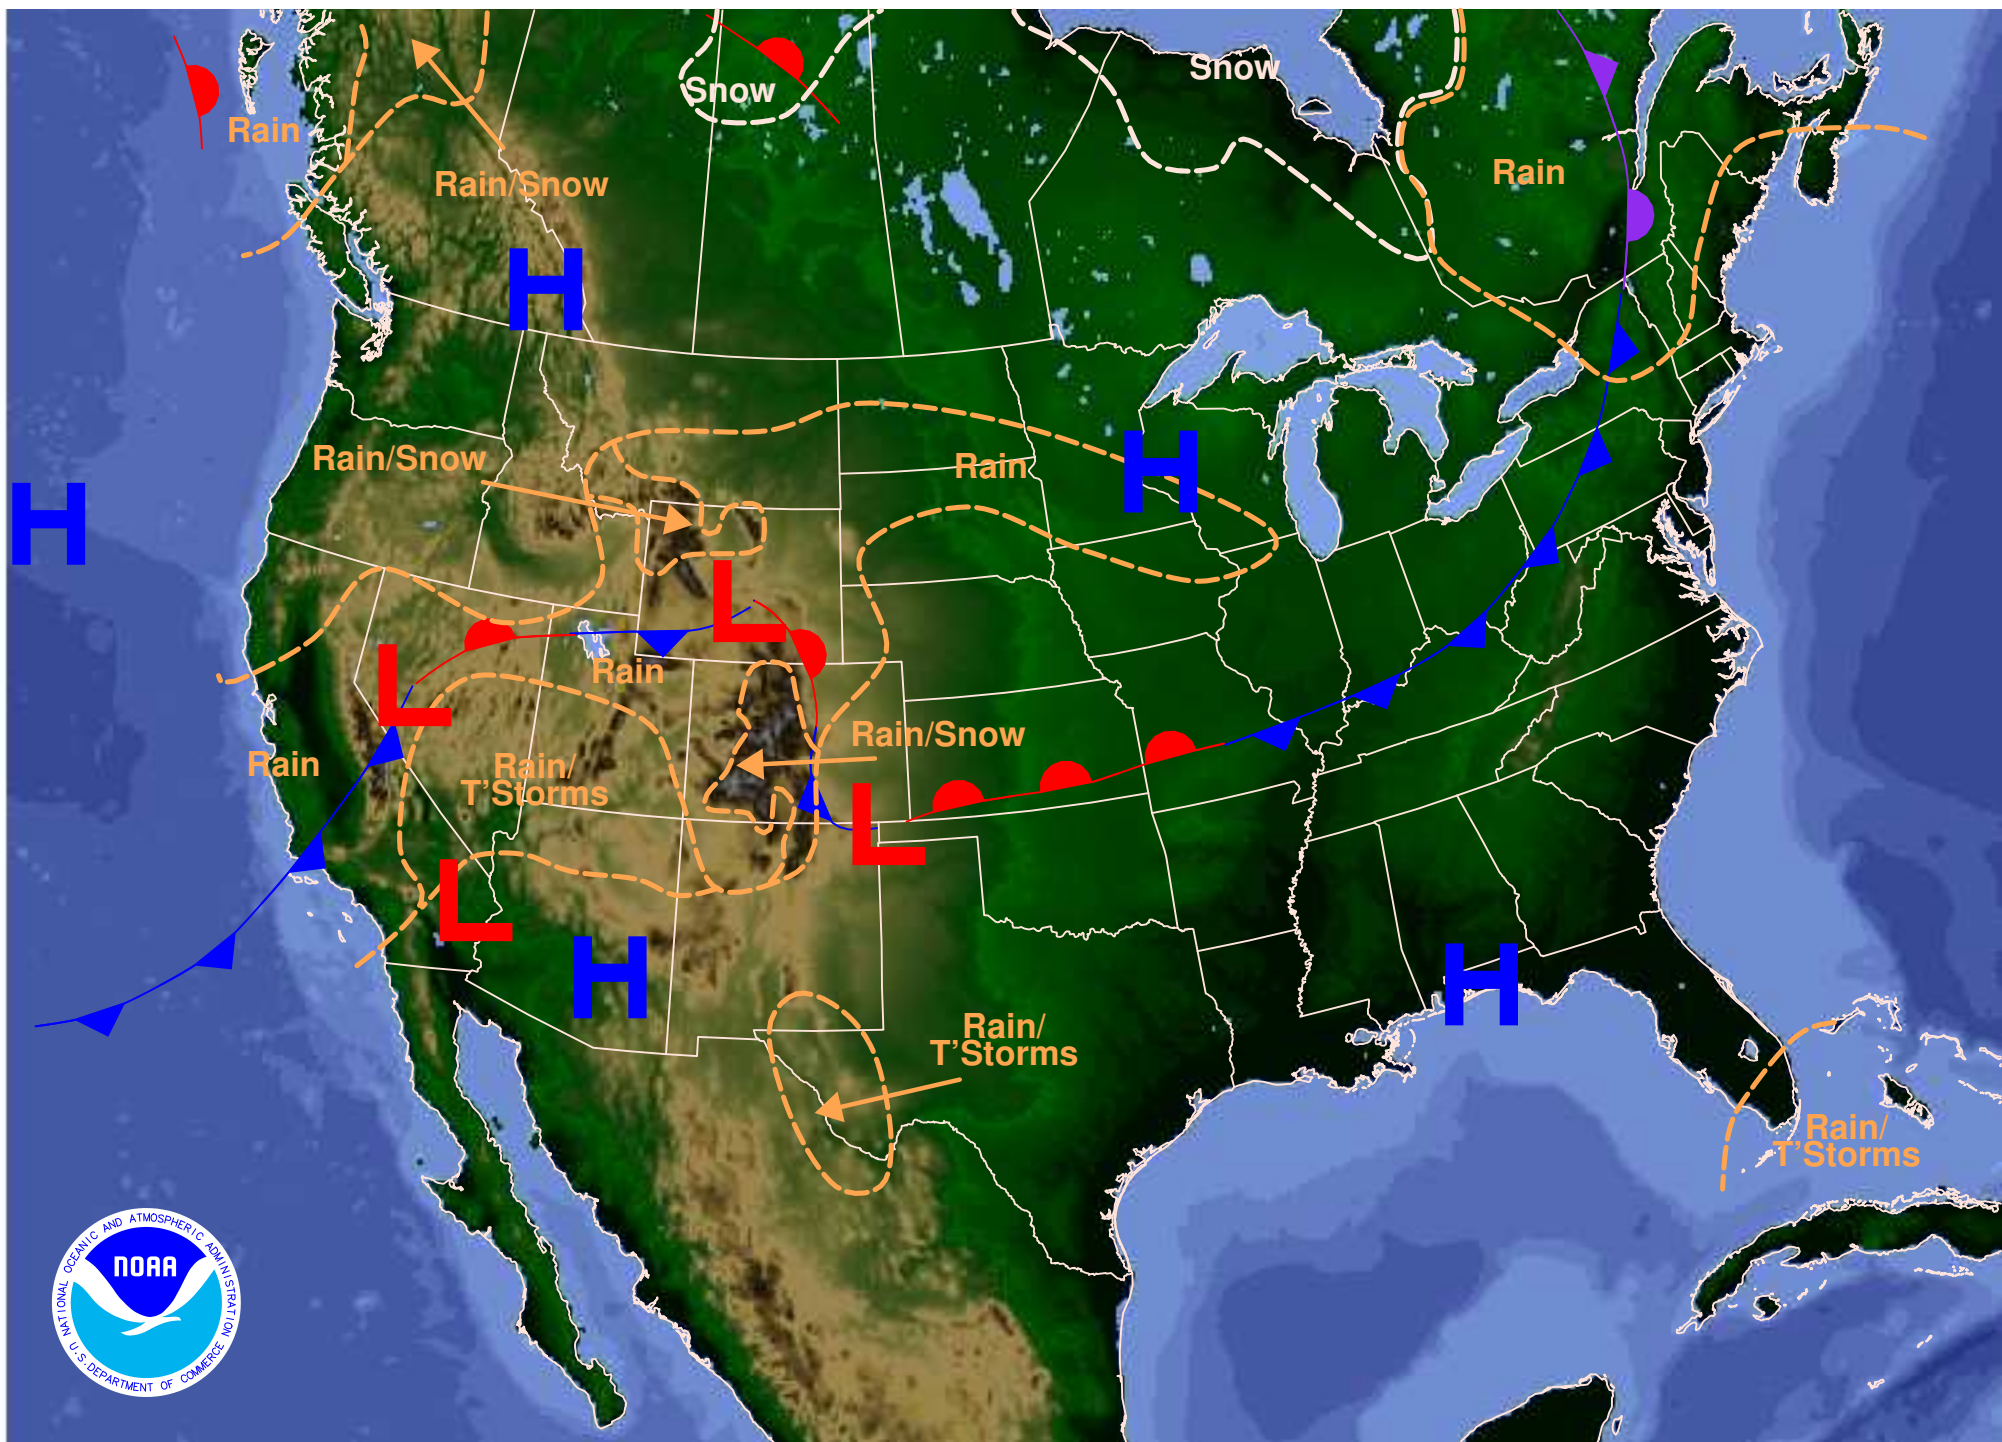 Snow
Snow
Rain
Rain
Rain/Snow
H
Rain/Snow
Rain
H
H
L
Rain
L
Rain/Snow
Rain
Rain/
T'Storms
L
L
H
H
Rain/
T'Storms
Rain/
T'Storms
NATIONAL OCEANIC AND ATMOSPHERIC ADMINISTRATION
NOAA
U.S. DEPARTMENT OF COMMERCE